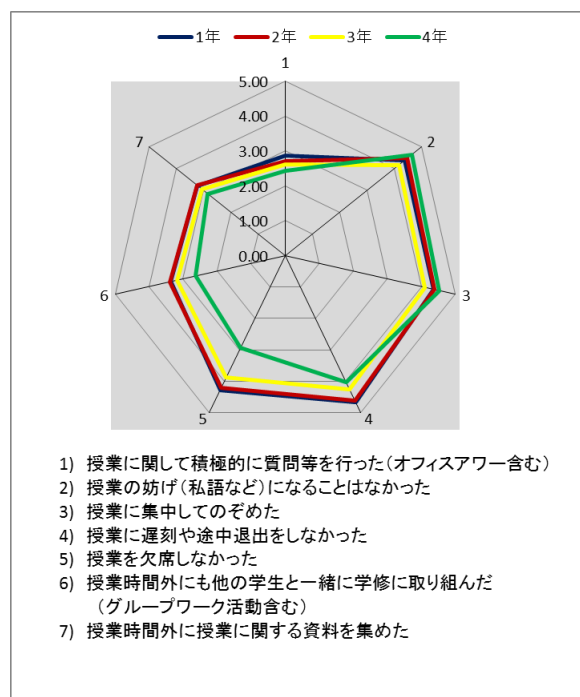 1年 2年 3年 4年
1
5.00
4.00
3.00
2.00
1.00
0.00
2
3
4
5
6
7
1) 授業に関して積極的に質問等を行った(オフィスアワー含む)
2) 授業の妨げ(私語など)になることはなかった
3) 授業に集中してのぞめた
4) 授業に遅刻や途中退出をしなかった
5) 授業を欠席しなかった
6) 授業時間外にも他の学生と一緒に学修に取り組んだ
(グループワーク活動含む)
7) 授業時間外に授業に関する資料を集めた